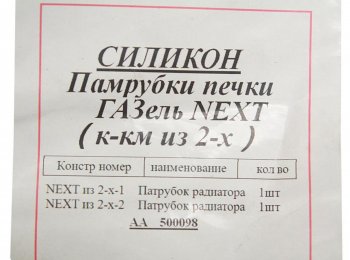 СИЛИКОН
Патрубки печки
ГАЗель NEXT
( к-км из 2-х )
Констр номер наименование кол во
NEXT из 2-х-1 Патрубок радиатора 1шт
NEXT из 2-х-2 Патрубок радиатора 1шт
АА 500098